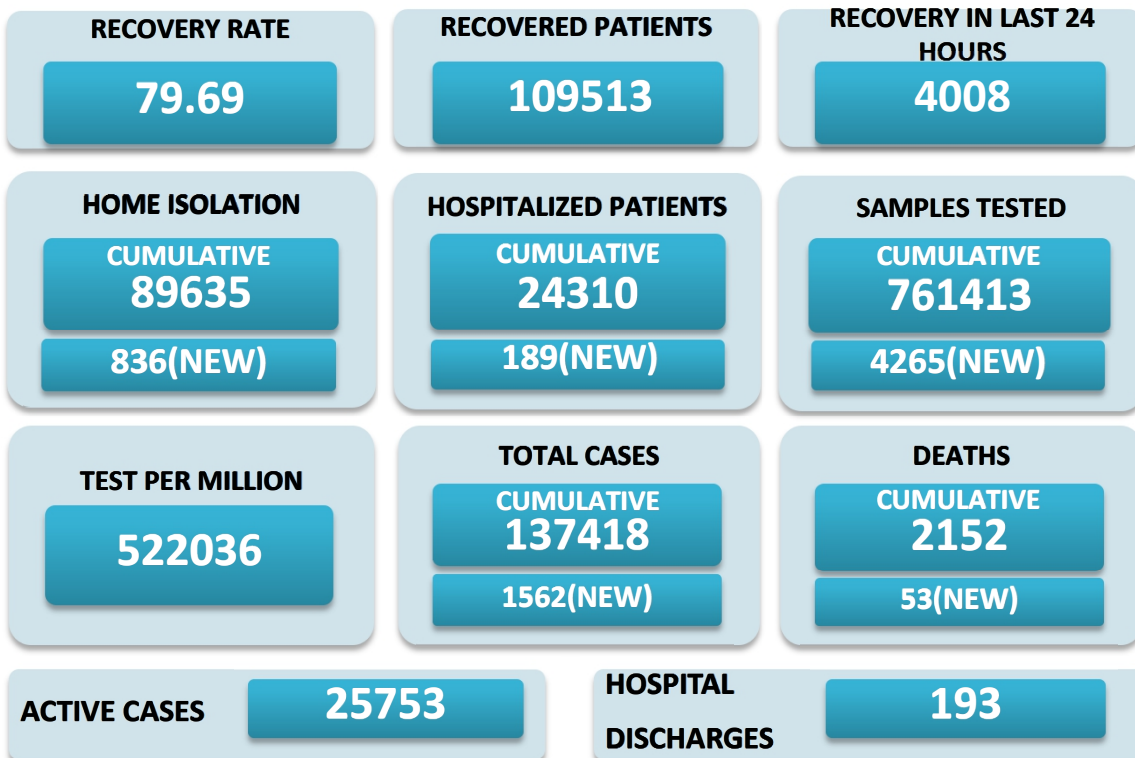 RECOVERY RATE
79.69
RECOVERED PATIENTS
109513
RECOVERY IN LAST 24
HOURS
4008
HOME ISOLATION
CUMULATIVE
89635
836(NEW)
HOSPITALIZED PATIENTS
CUMULATIVE
24310
189(NEW)
SAMPLES TESTED
CUMULATIVE
761413
4265(NEW)
TEST PER MILLION
522036
TOTAL CASES
CUMULATIVE
137418
1562(NEW)
DEATHS
CUMULATIVE
2152
53(NEW)
ACTIVE CASES
25753
HOSPITAL
DISCHARGES
193